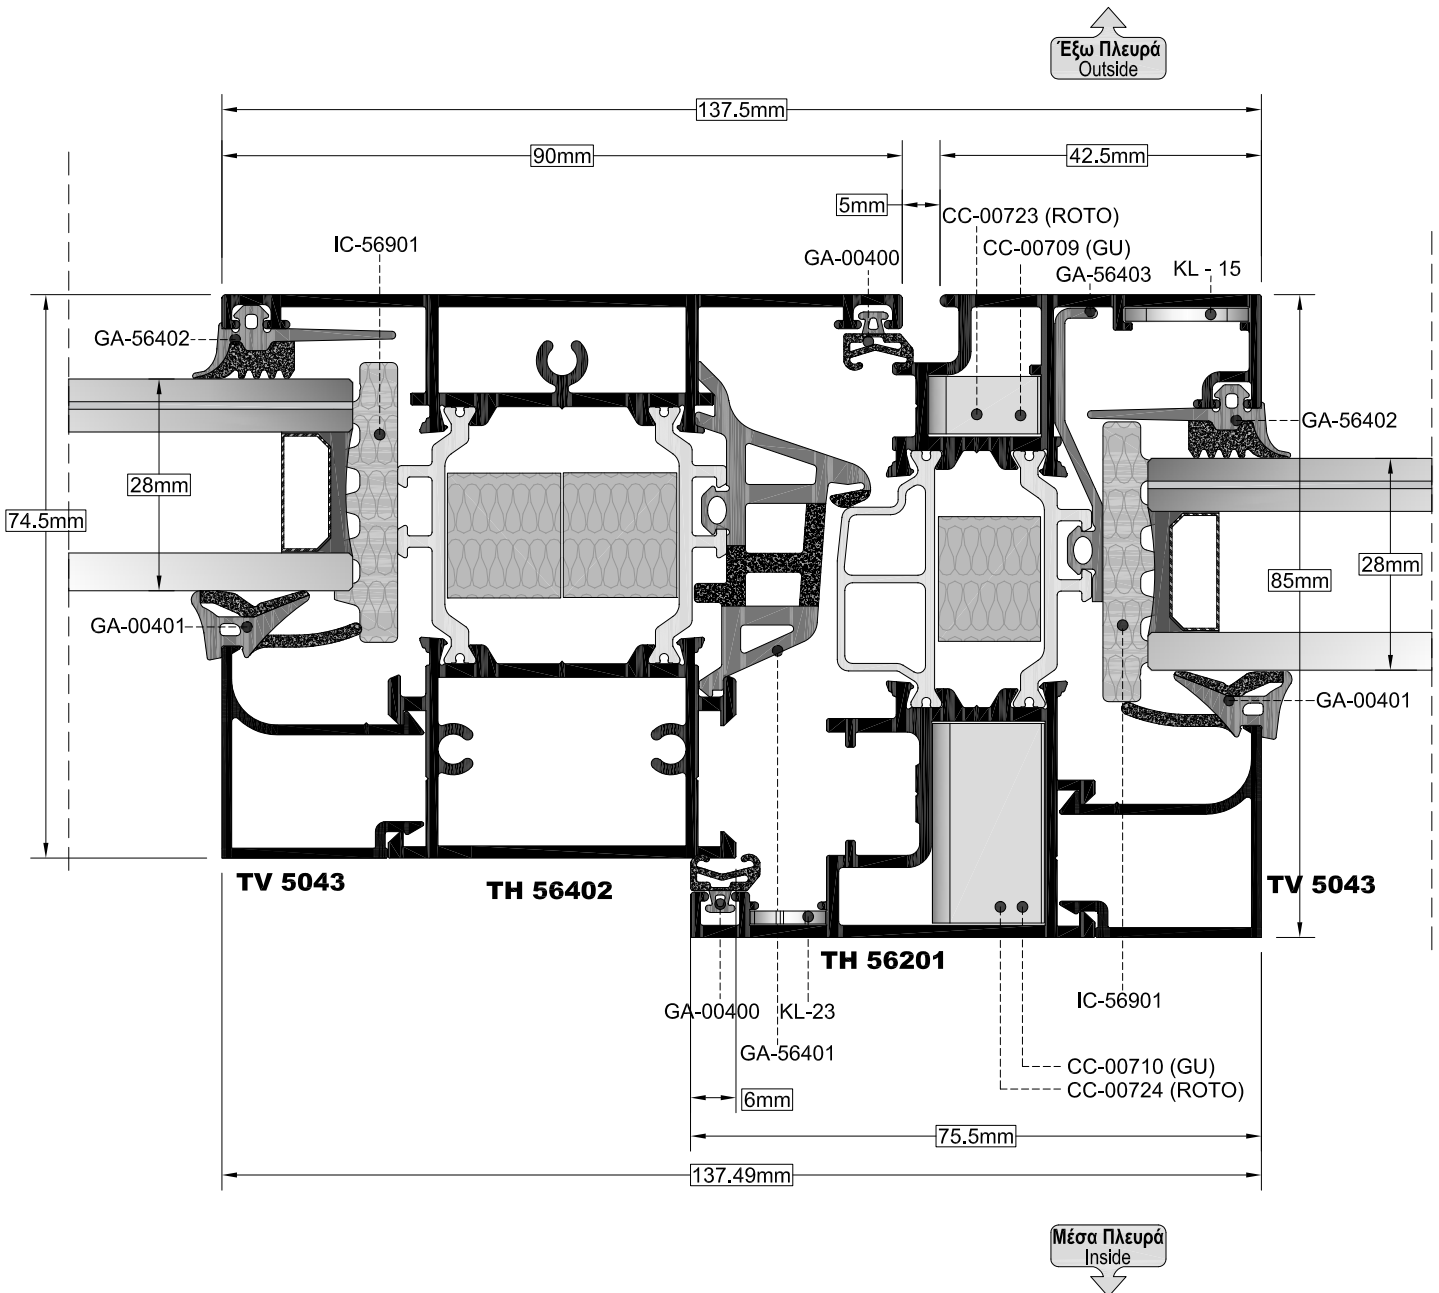 Έξω Πλευρά
Outside
137.5mm
90mm
42.5mm
5mm
CC-00723 (ROTO)
IC-56901
CC-00709 (GU)
GA-00400
GA-56403
KL - 15
GA-56402
GA-56402
28mm
74.5mm
28mm
85mm
GA-00401
GA-00401
TV 5043
TH 56402
TV 5043
TH 56201
GA-00400
KL-23
IC-56901
GA-56401
CC-00710 (GU)
CC-00724 (ROTO)
6mm
75.5mm
137.49mm
Μέσα Πλευρά
Inside